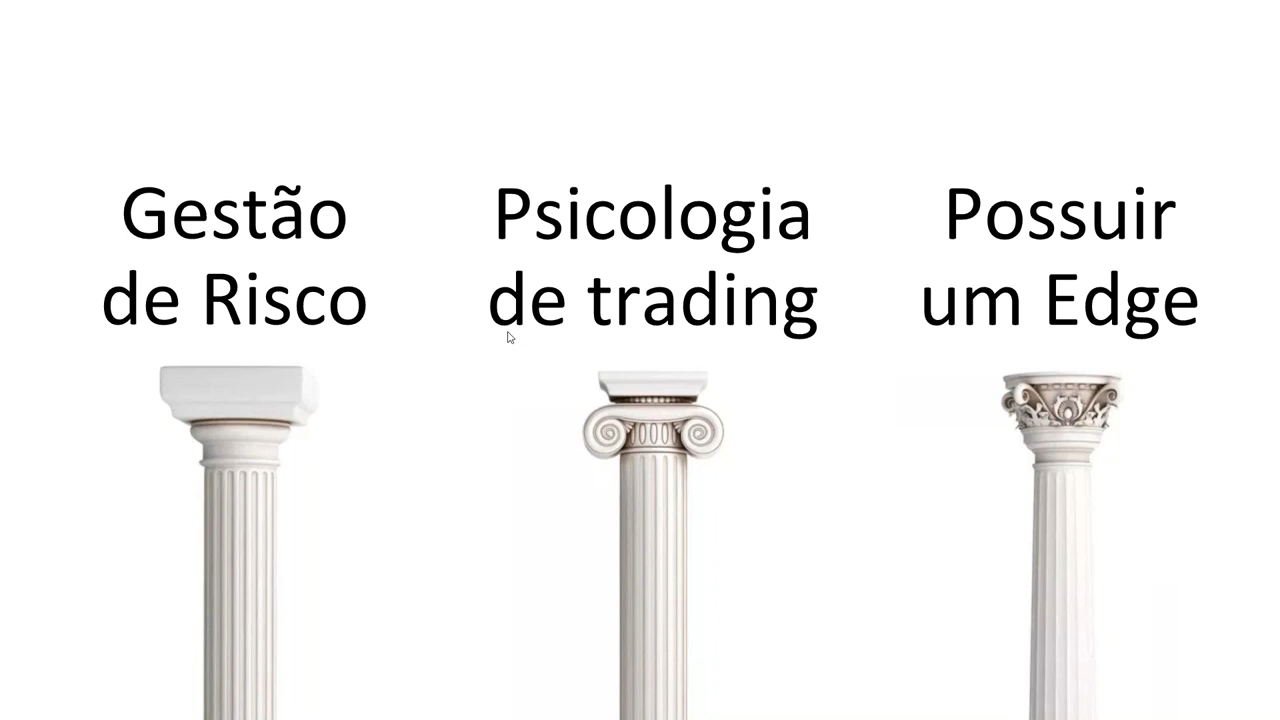 Gestão
de Risco
Psicologia
de trading
Possuir
um Edge